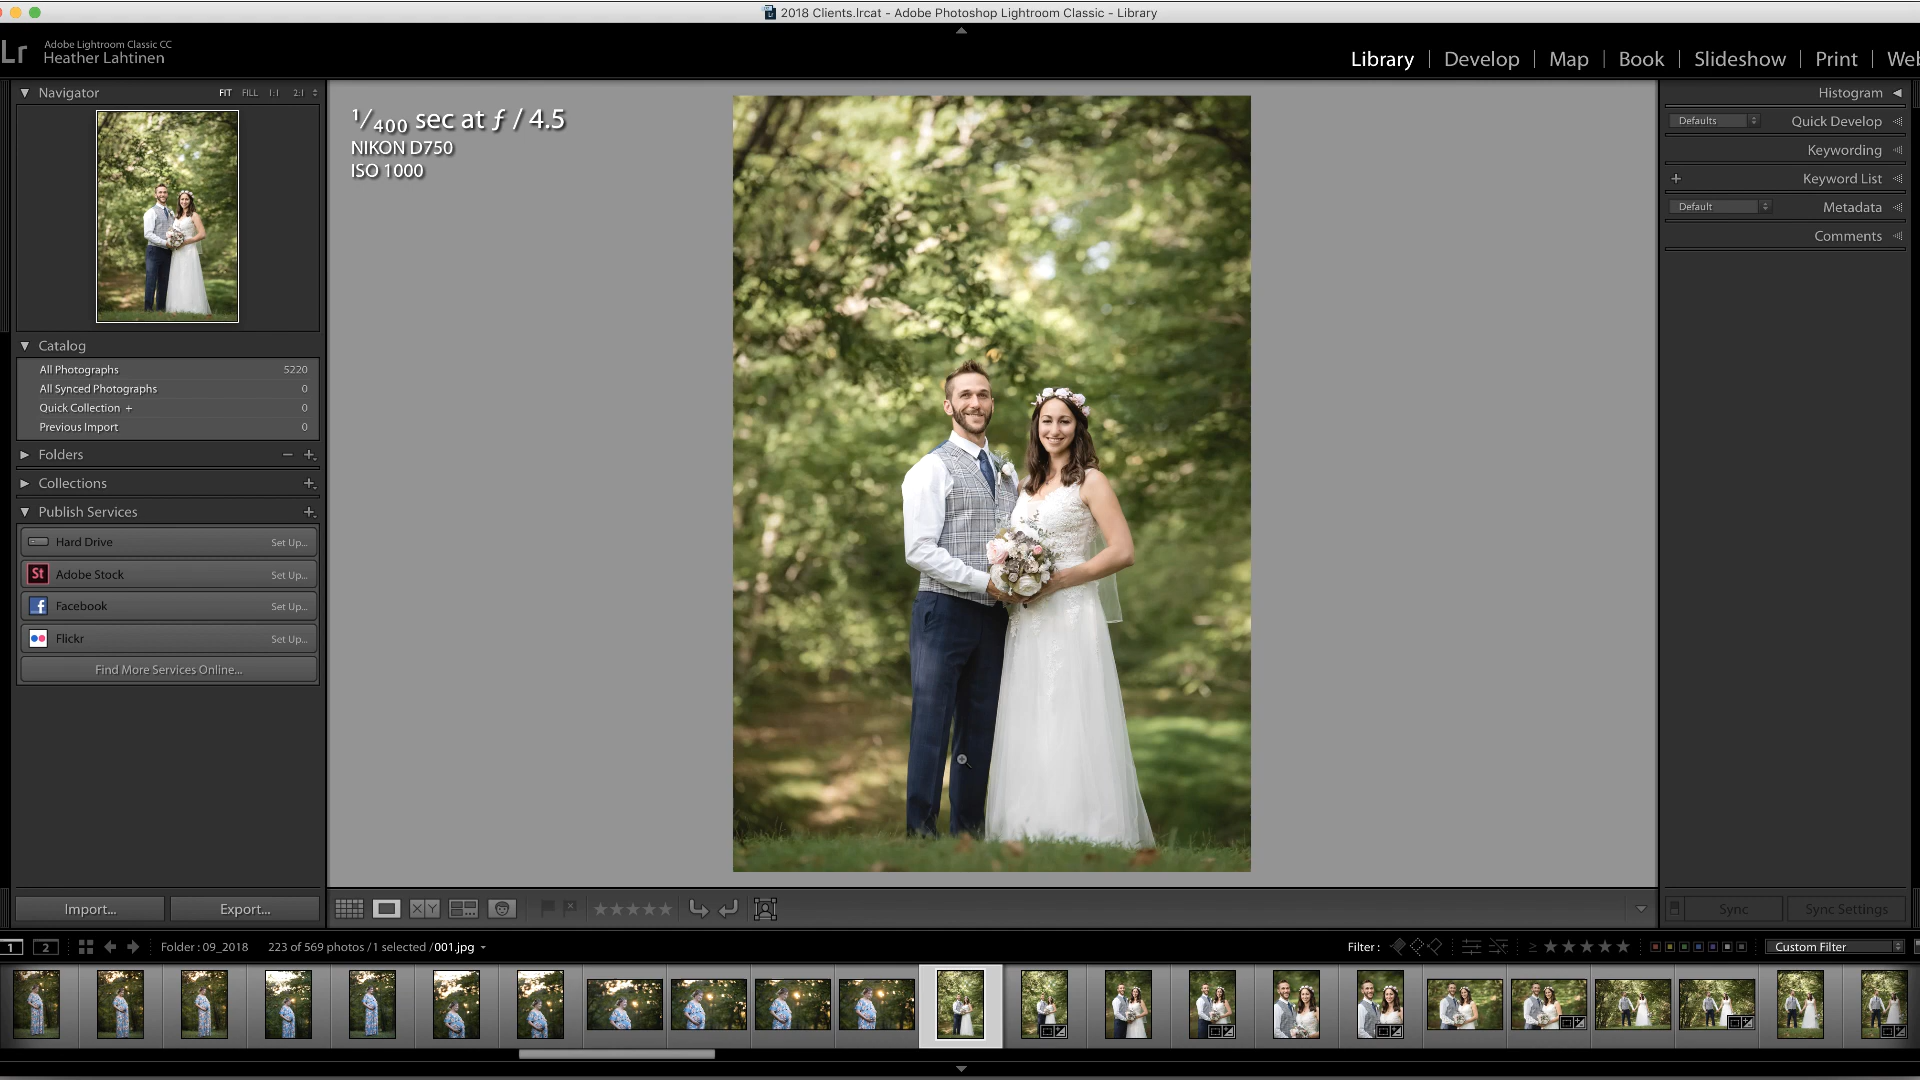 2018 Clients.lrcat - Adobe Photoshop Lightroom Classic - Library
Lr
Adobe Lightroom Classic CC
Heather Lahtinen
Library | Develop | Map | Book | Slideshow | Print | Web
Navigator FIT FILL 1:1 2:1
1/400 sec at ƒ / 4.5
NIKON D750
ISO 1000
Histogram
Defaults Quick Develop
Keywording
+ Keyword List
Default Metadata
Comments
Catalog
All Photographs 5220
All Synced Photographs 0
Quick Collection + 0
Previous Import 0
Folders − +
Collections +
Publish Services +
Hard Drive Set Up...
St Adobe Stock Set Up...
f Facebook Set Up...
Flickr Set Up...
Find More Services Online...
Import... Export...
XY
Sync Sync Settings
1 2 Folder : 09_2018 223 of 569 photos / 1 selected / 001.jpg Filter : ≥ Custom Filter